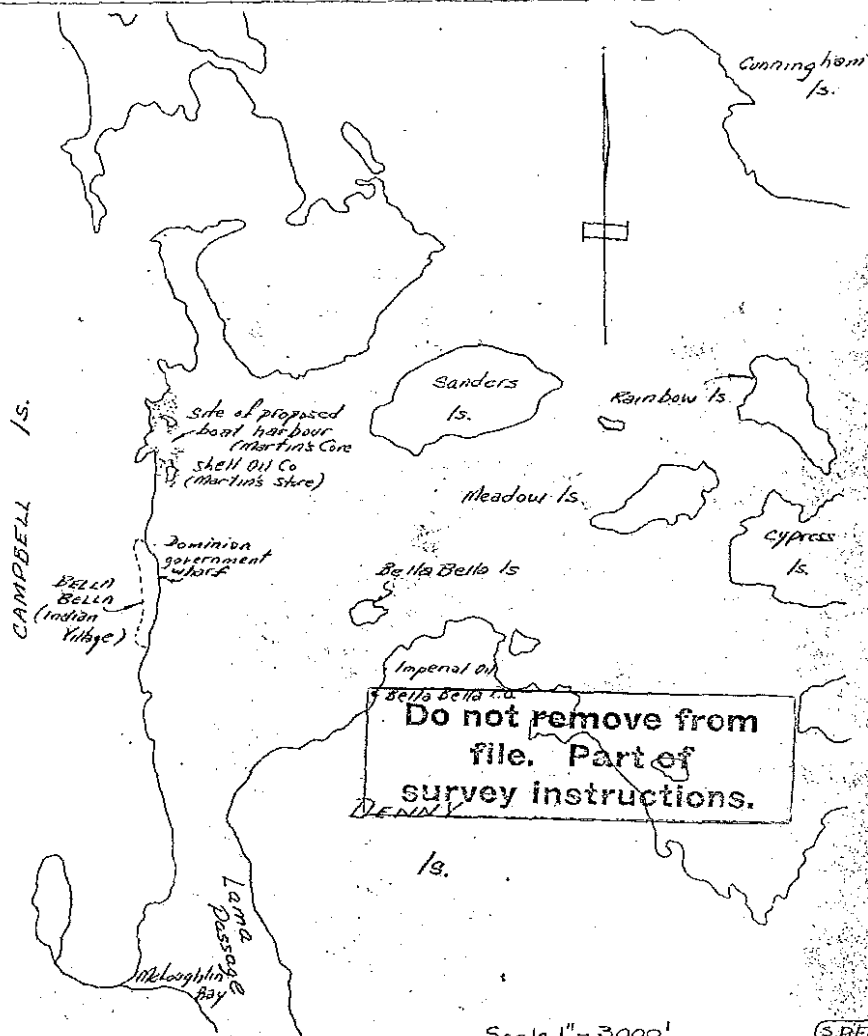 Cunningham
Is.
Sanders
Is.
Rainbow Is.
CAMPBELL Is.
site of proposed
boat harbour
(Martin's Cove
Shell Oil Co
(Martin's store)
Meadow Is.
Cypress
Is.
Dominion
government
wharf
BELLA
BELLA
(Indian
Village)
Bella Bella Is
Imperial Oil
Bella Bella
Do not remove from
file. Part of
survey instructions.
DENNY
Is.
Lama
Passage
McLoughlin
Bay
Scale 1" = 3000'